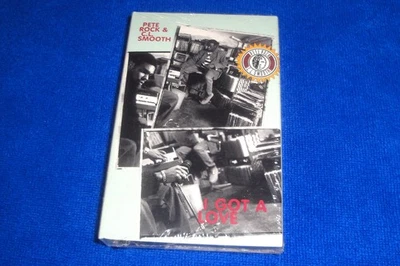 PETE
ROCK &
C.L.
SMOOTH
I GOT A
LOVE